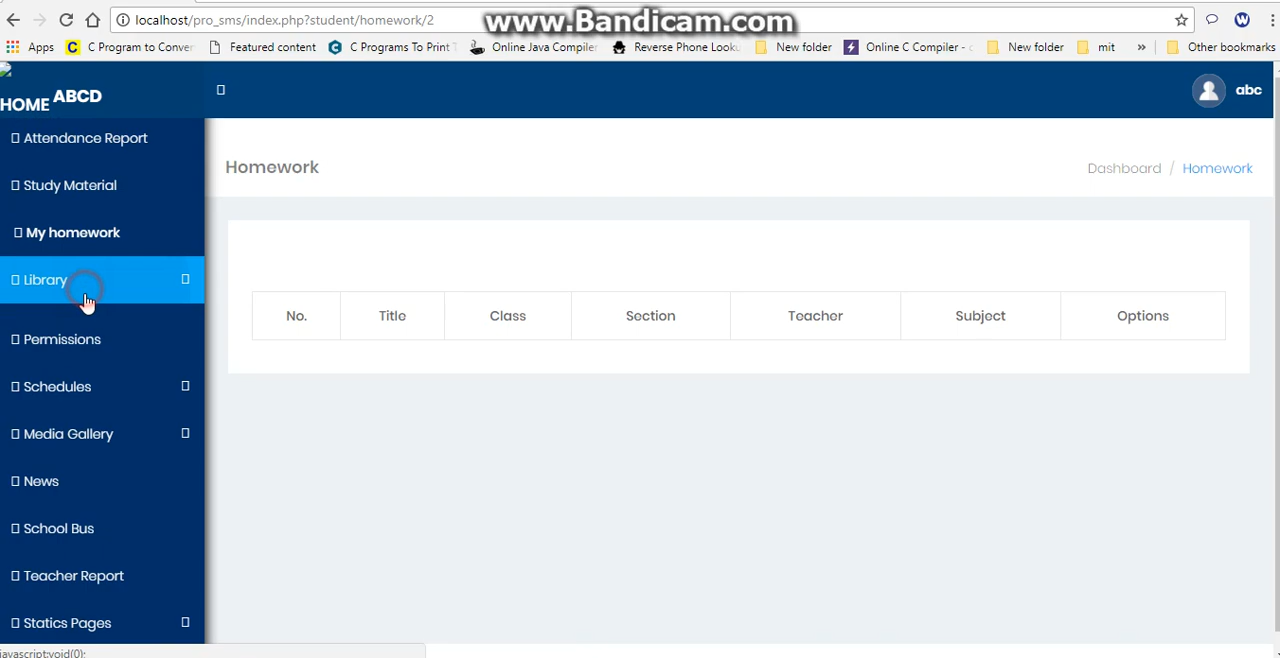 www.Bandicam.com
localhost/pro_sms/index.php?student/homework/2
Apps C Program to Conver Featured content C Programs To Print Online Java Compiler Reverse Phone Looku New folder Online C Compiler - New folder mit » Other bookmarks
HOME ABCD
abc
Attendance Report
Study Material
My homework
Library
Permissions
Schedules
Media Gallery
News
School Bus
Teacher Report
Statics Pages
Homework
Dashboard / Homework
No. Title Class Section Teacher Subject Options
javascript:void(0);